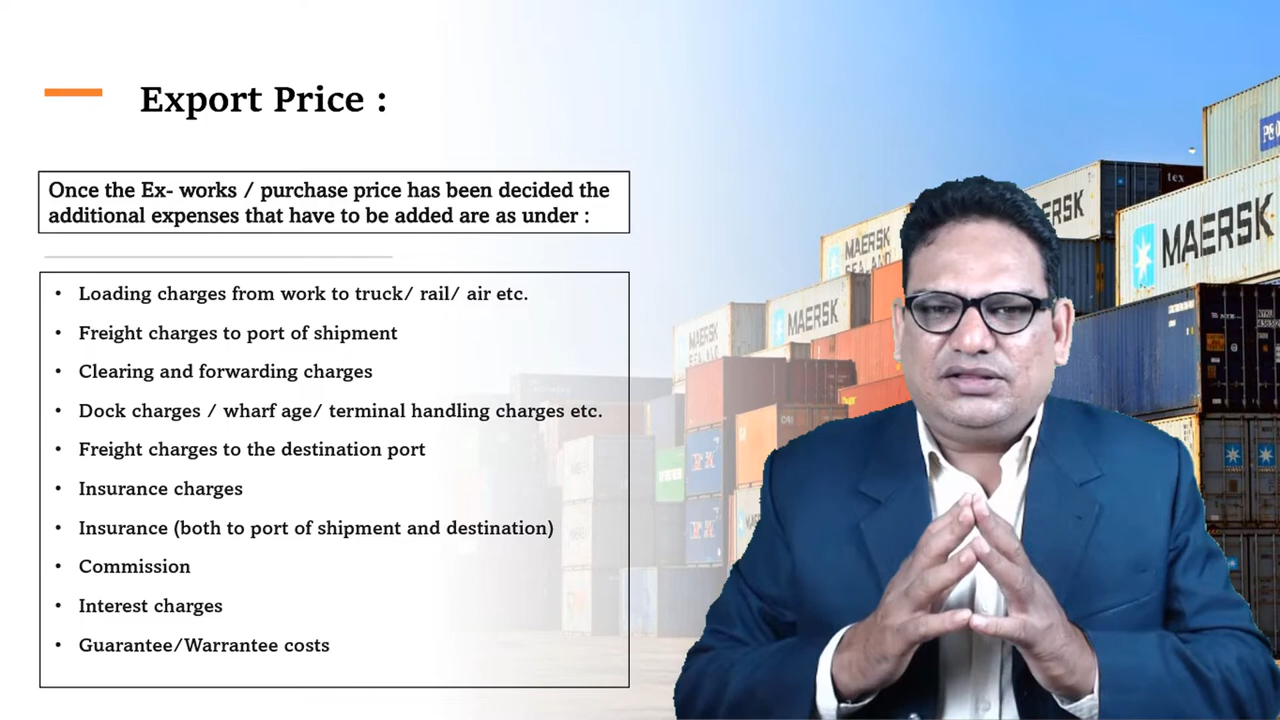 Export Price :
Once the Ex- works / purchase price has been decided the
additional expenses that have to be added are as under :
• Loading charges from work to truck/ rail/ air etc.
• Freight charges to port of shipment
• Clearing and forwarding charges
• Dock charges / wharf age/ terminal handling charges etc.
• Freight charges to the destination port
• Insurance charges
• Insurance (both to port of shipment and destination)
• Commission
• Interest charges
• Guarantee/Warrantee costs
MAERSK
MAERSK
MAERSK
MAERSK
tex